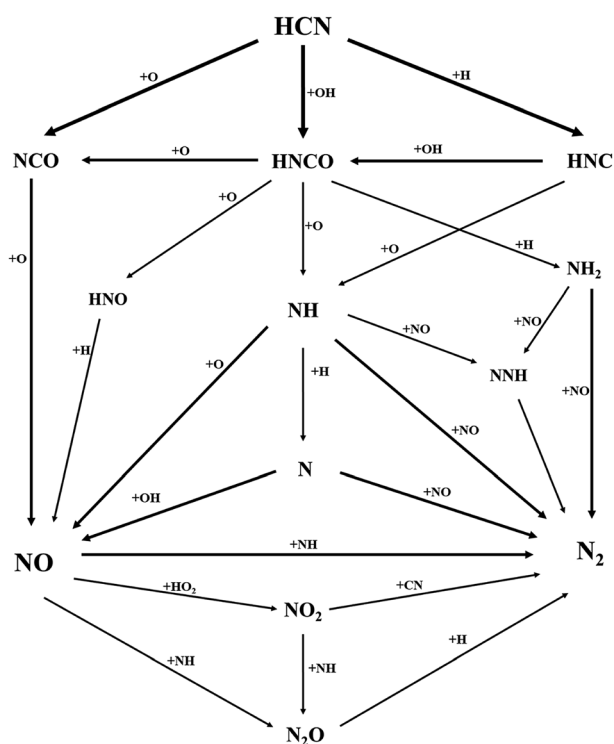 HCN
+O
+OH
+H
NCO
+O
HNCO
+OH
HNC
+O
+O
+O
+O
+H
NH₂
HNO
NH
+NO
+NO
+H
+O
+H
NNH
+NO
+NO
N
+OH
+NO
NO
+NH
N₂
+HO₂
+CN
NO₂
+NH
+NH
+H
N₂O